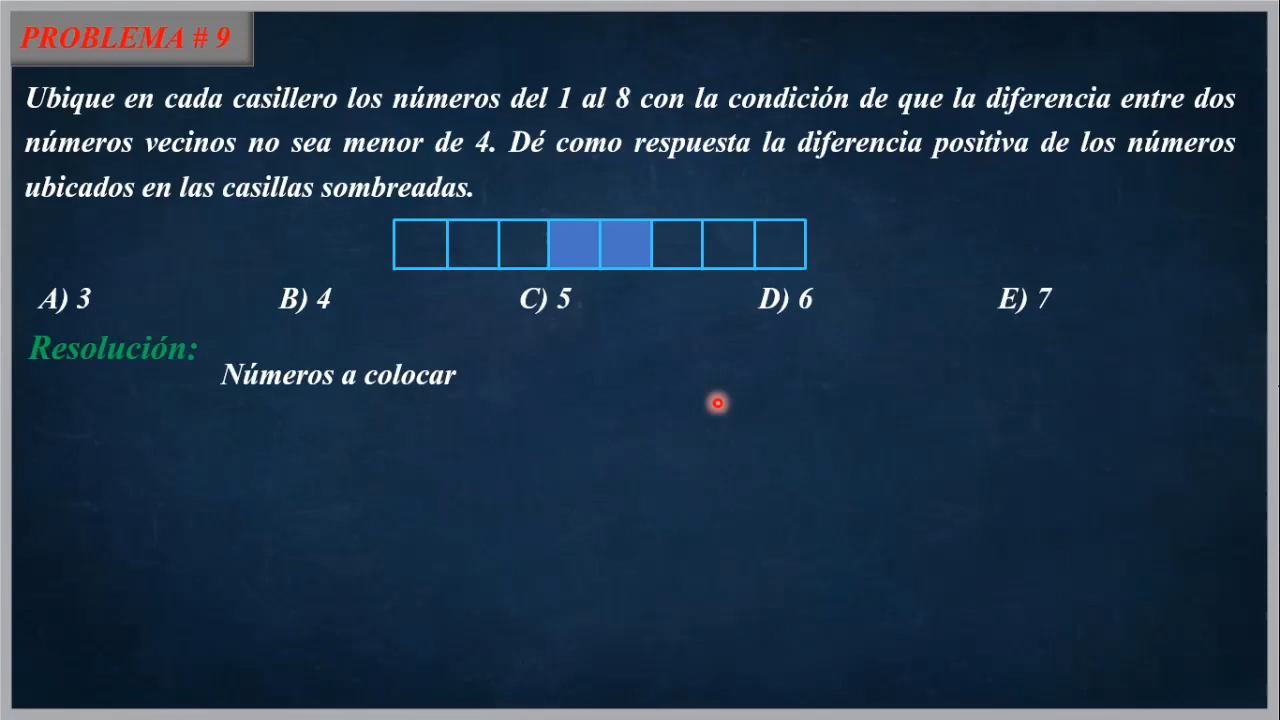 PROBLEMA # 9
Ubique en cada casillero los números del 1 al 8 con la condición de que la diferencia entre dos
números vecinos no sea menor de 4. Dé como respuesta la diferencia positiva de los números
ubicados en las casillas sombreadas.
A) 3 B) 4 C) 5 D) 6 E) 7
Resolución:
Números a colocar